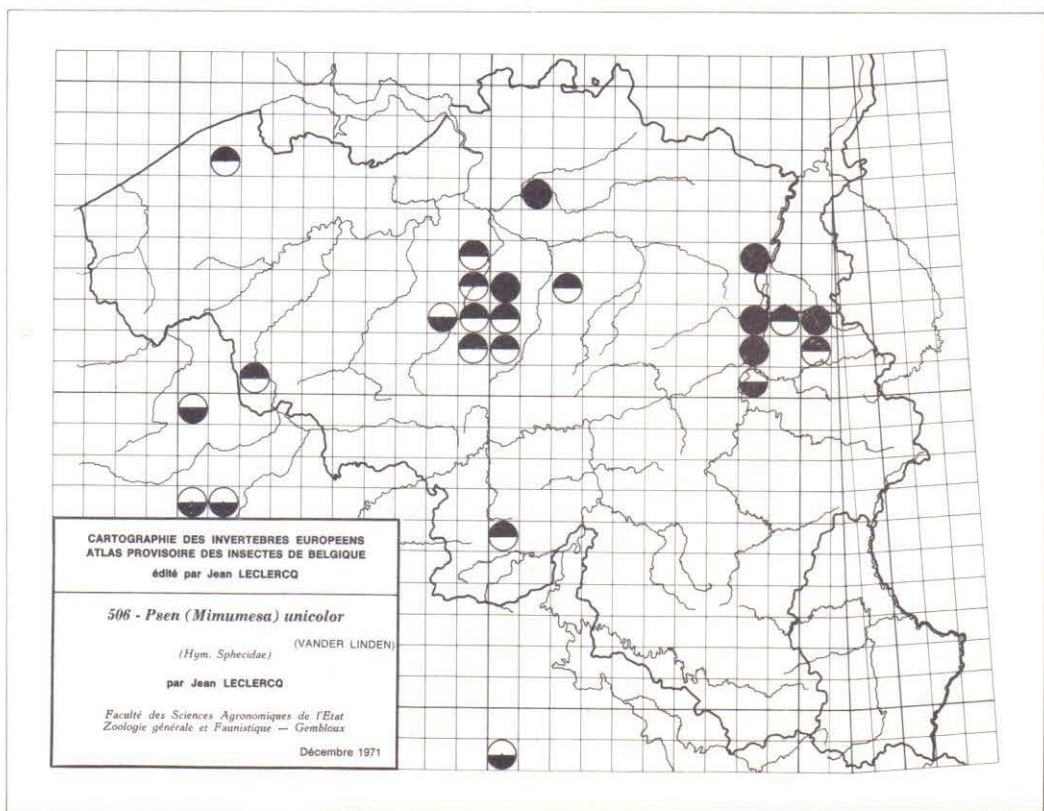 CARTOGRAPHIE DES INVERTEBRES EUROPEENS
ATLAS PROVISOIRE DES INSECTES DE BELGIQUE
édité par Jean LECLERCQ
506 - Psen (Mimumesa) unicolor
(VANDER LINDEN)
(Hym. Sphecidae)
par Jean LECLERCQ
Faculté des Sciences Agronomiques de l'Etat
Zoologie générale et Faunistique — Gembloux
Décembre 1971